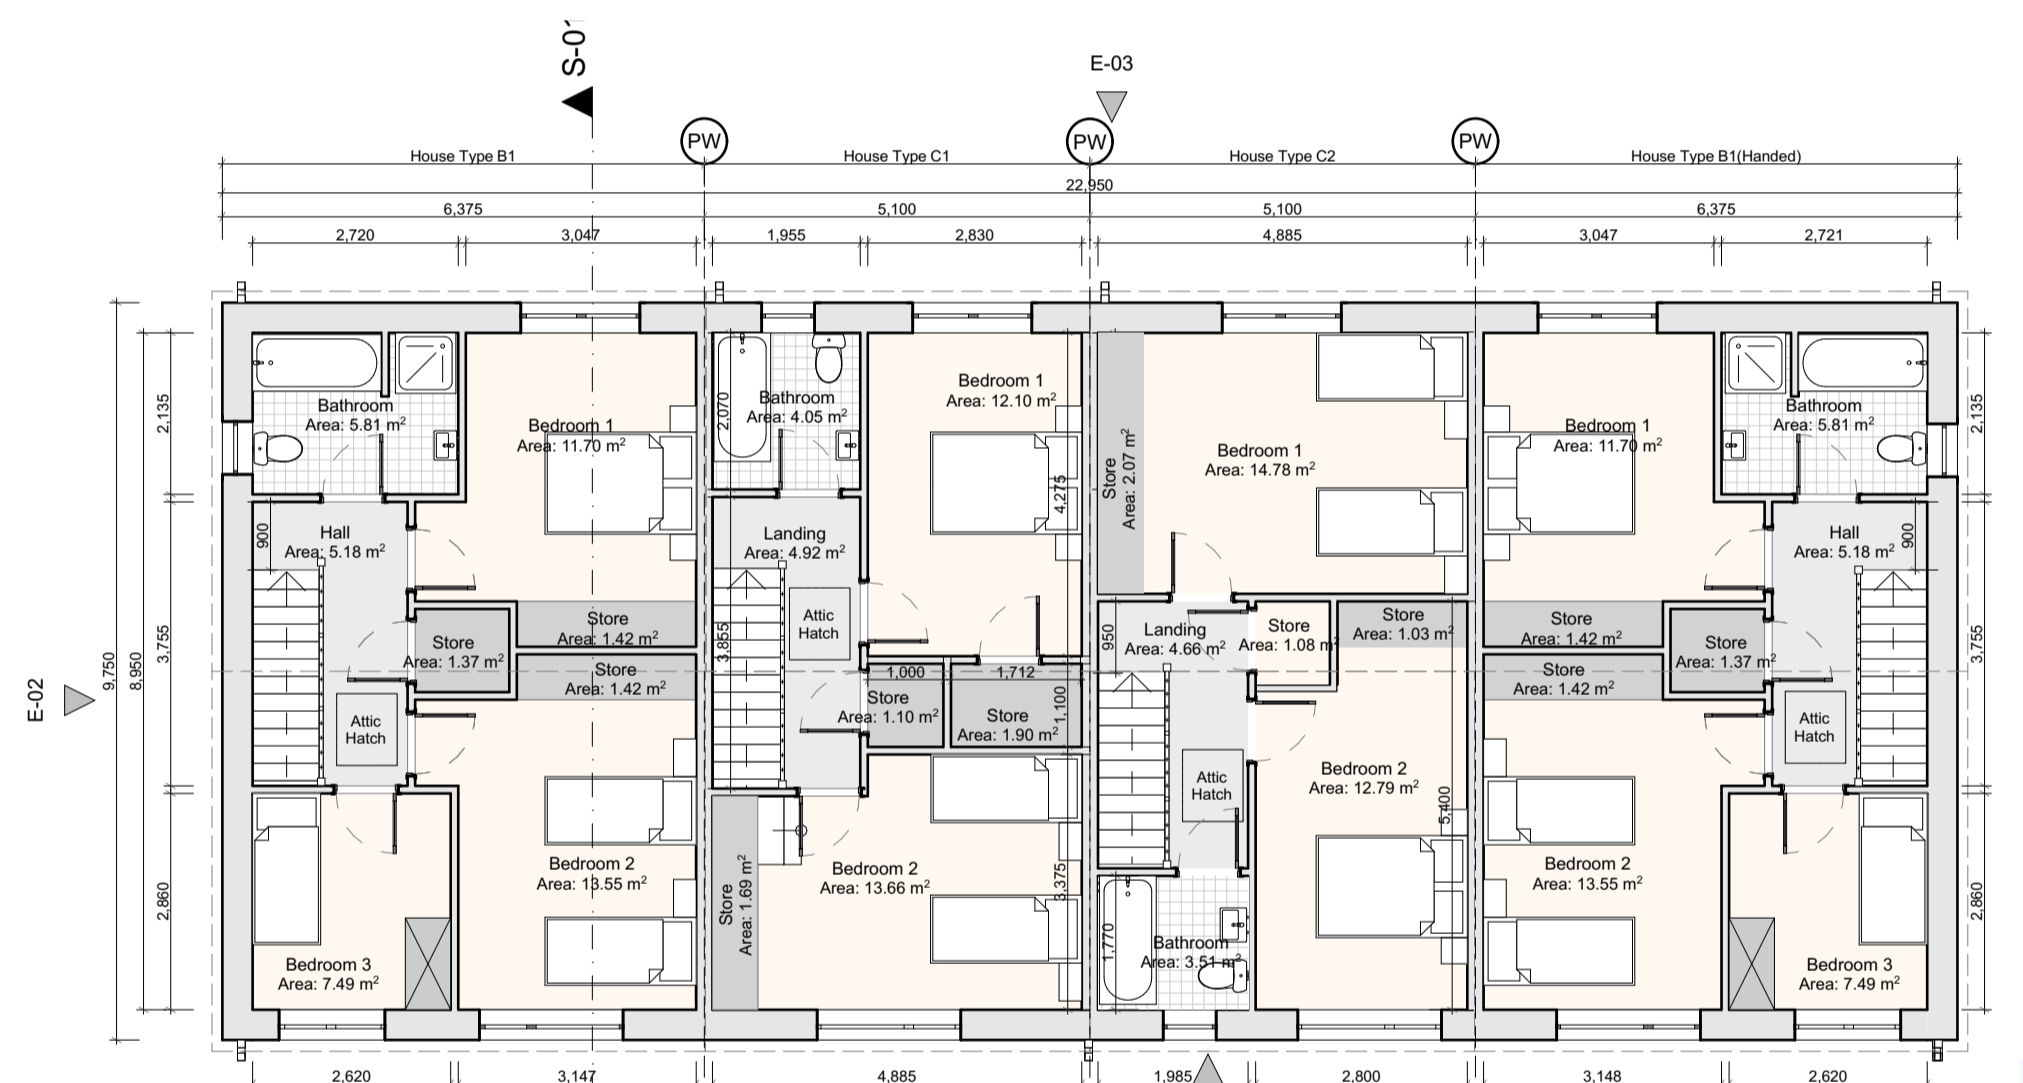 S-01
E-03
PW
PW
PW
House Type B1
House Type C1
House Type C2
House Type B1(Handed)
22,950
6,375
5,100
5,100
6,375
2,720
3,047
1,955
2,830
4,885
3,047
2,721
E-02
9,750
8,950
2,135
3,755
2,860
Bathroom
Area: 5.81 m²
Bedroom 1
Area: 11.70 m²
900
Hall
Area: 5.18 m²
Store
Area: 1.37 m²
Store
Area: 1.42 m²
Store
Area: 1.42 m²
Attic
Hatch
Bedroom 2
Area: 13.55 m²
Bedroom 3
Area: 7.49 m²
2,070
Bathroom
Area: 4.05 m²
Bedroom 1
Area: 12.10 m²
4,275
Landing
Area: 4.92 m²
Attic
Hatch
3,855
1,000
1,712
Store
Area: 1.10 m²
Store
Area: 1.90 m²
1,100
Store
Area: 1.69 m²
Bedroom 2
Area: 13.66 m²
3,375
Store
Area: 2.07 m²
Bedroom 1
Area: 14.78 m²
950
Landing
Area: 4.66 m²
Store
Area: 1.08 m²
Store
Area: 1.03 m²
Attic
Hatch
Bedroom 2
Area: 12.79 m²
5,400
1,770
Bathroom
Area: 3.51 m²
Bedroom 1
Area: 11.70 m²
Bathroom
Area: 5.81 m²
Hall
Area: 5.18 m²
900
Store
Area: 1.42 m²
Store
Area: 1.42 m²
Store
Area: 1.37 m²
Attic
Hatch
Bedroom 2
Area: 13.55 m²
Bedroom 3
Area: 7.49 m²
2,135
3,755
2,860
2,620
3,147
4,885
1,985
2,800
3,148
2,620